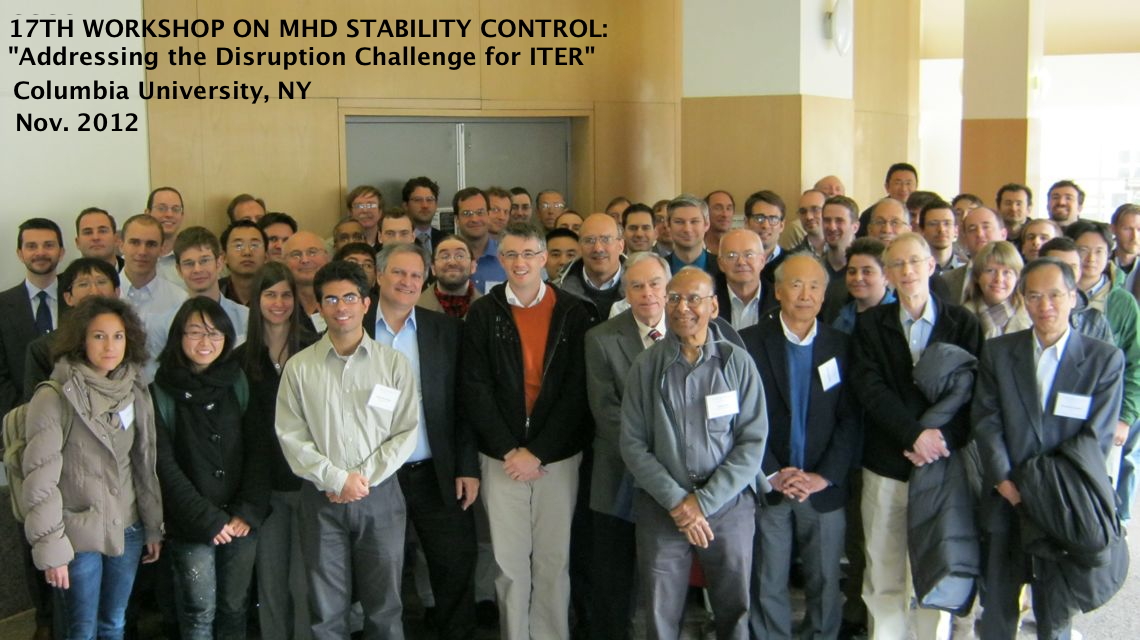 17TH WORKSHOP ON MHD STABILITY CONTROL:
"Addressing the Disruption Challenge for ITER"
Columbia University, NY
Nov. 2012